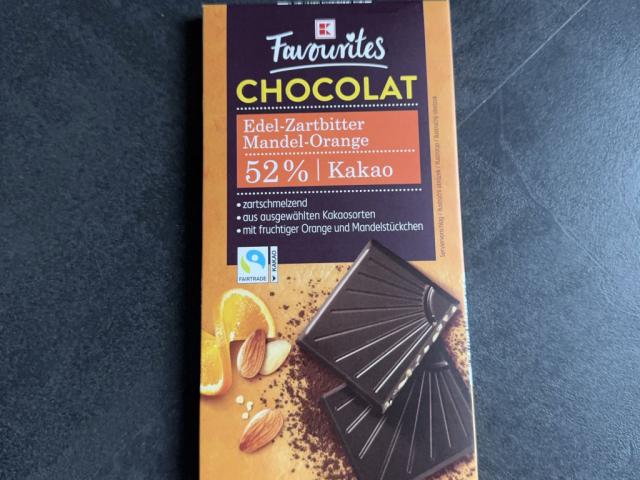 K
Favourites
CHOCOLAT
Edel-Zartbitter
Mandel-Orange
52% | Kakao
• zartschmelzend
• aus ausgewählten Kakaosorten
• mit fruchtiger Orange und Mandelstückchen
FAIRTRADE
KAKAO